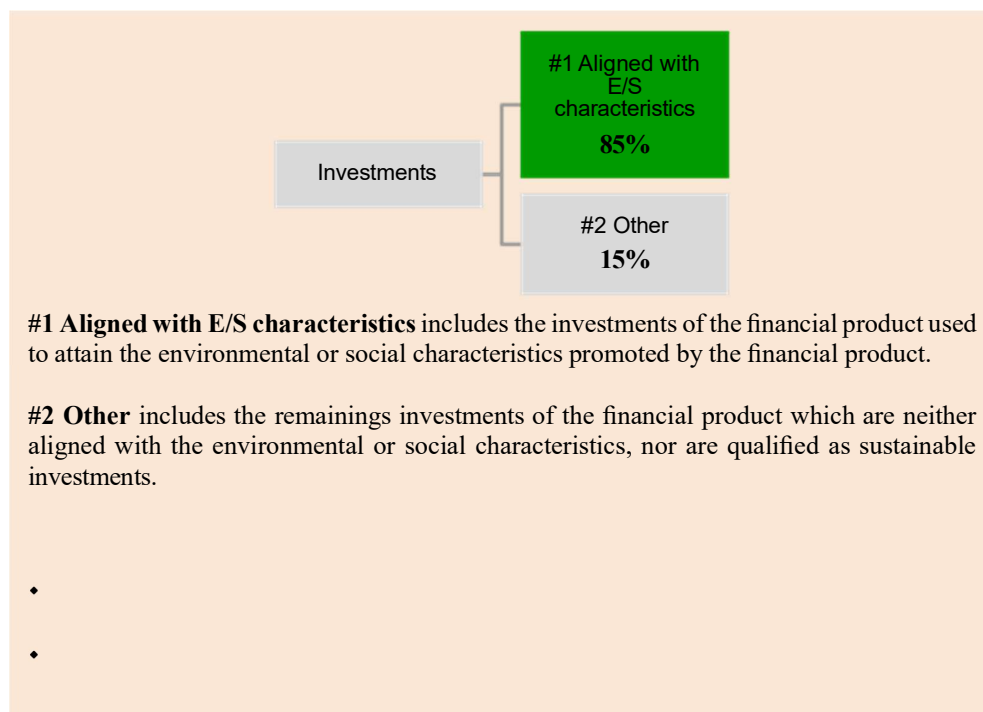 #1 Aligned with
E/S
characteristics
85%
Investments
#2 Other
15%
#1 Aligned with E/S characteristics includes the investments of the financial product used
to attain the environmental or social characteristics promoted by the financial product.
#2 Other includes the remainings investments of the financial product which are neither
aligned with the environmental or social characteristics, nor are qualified as sustainable
investments.